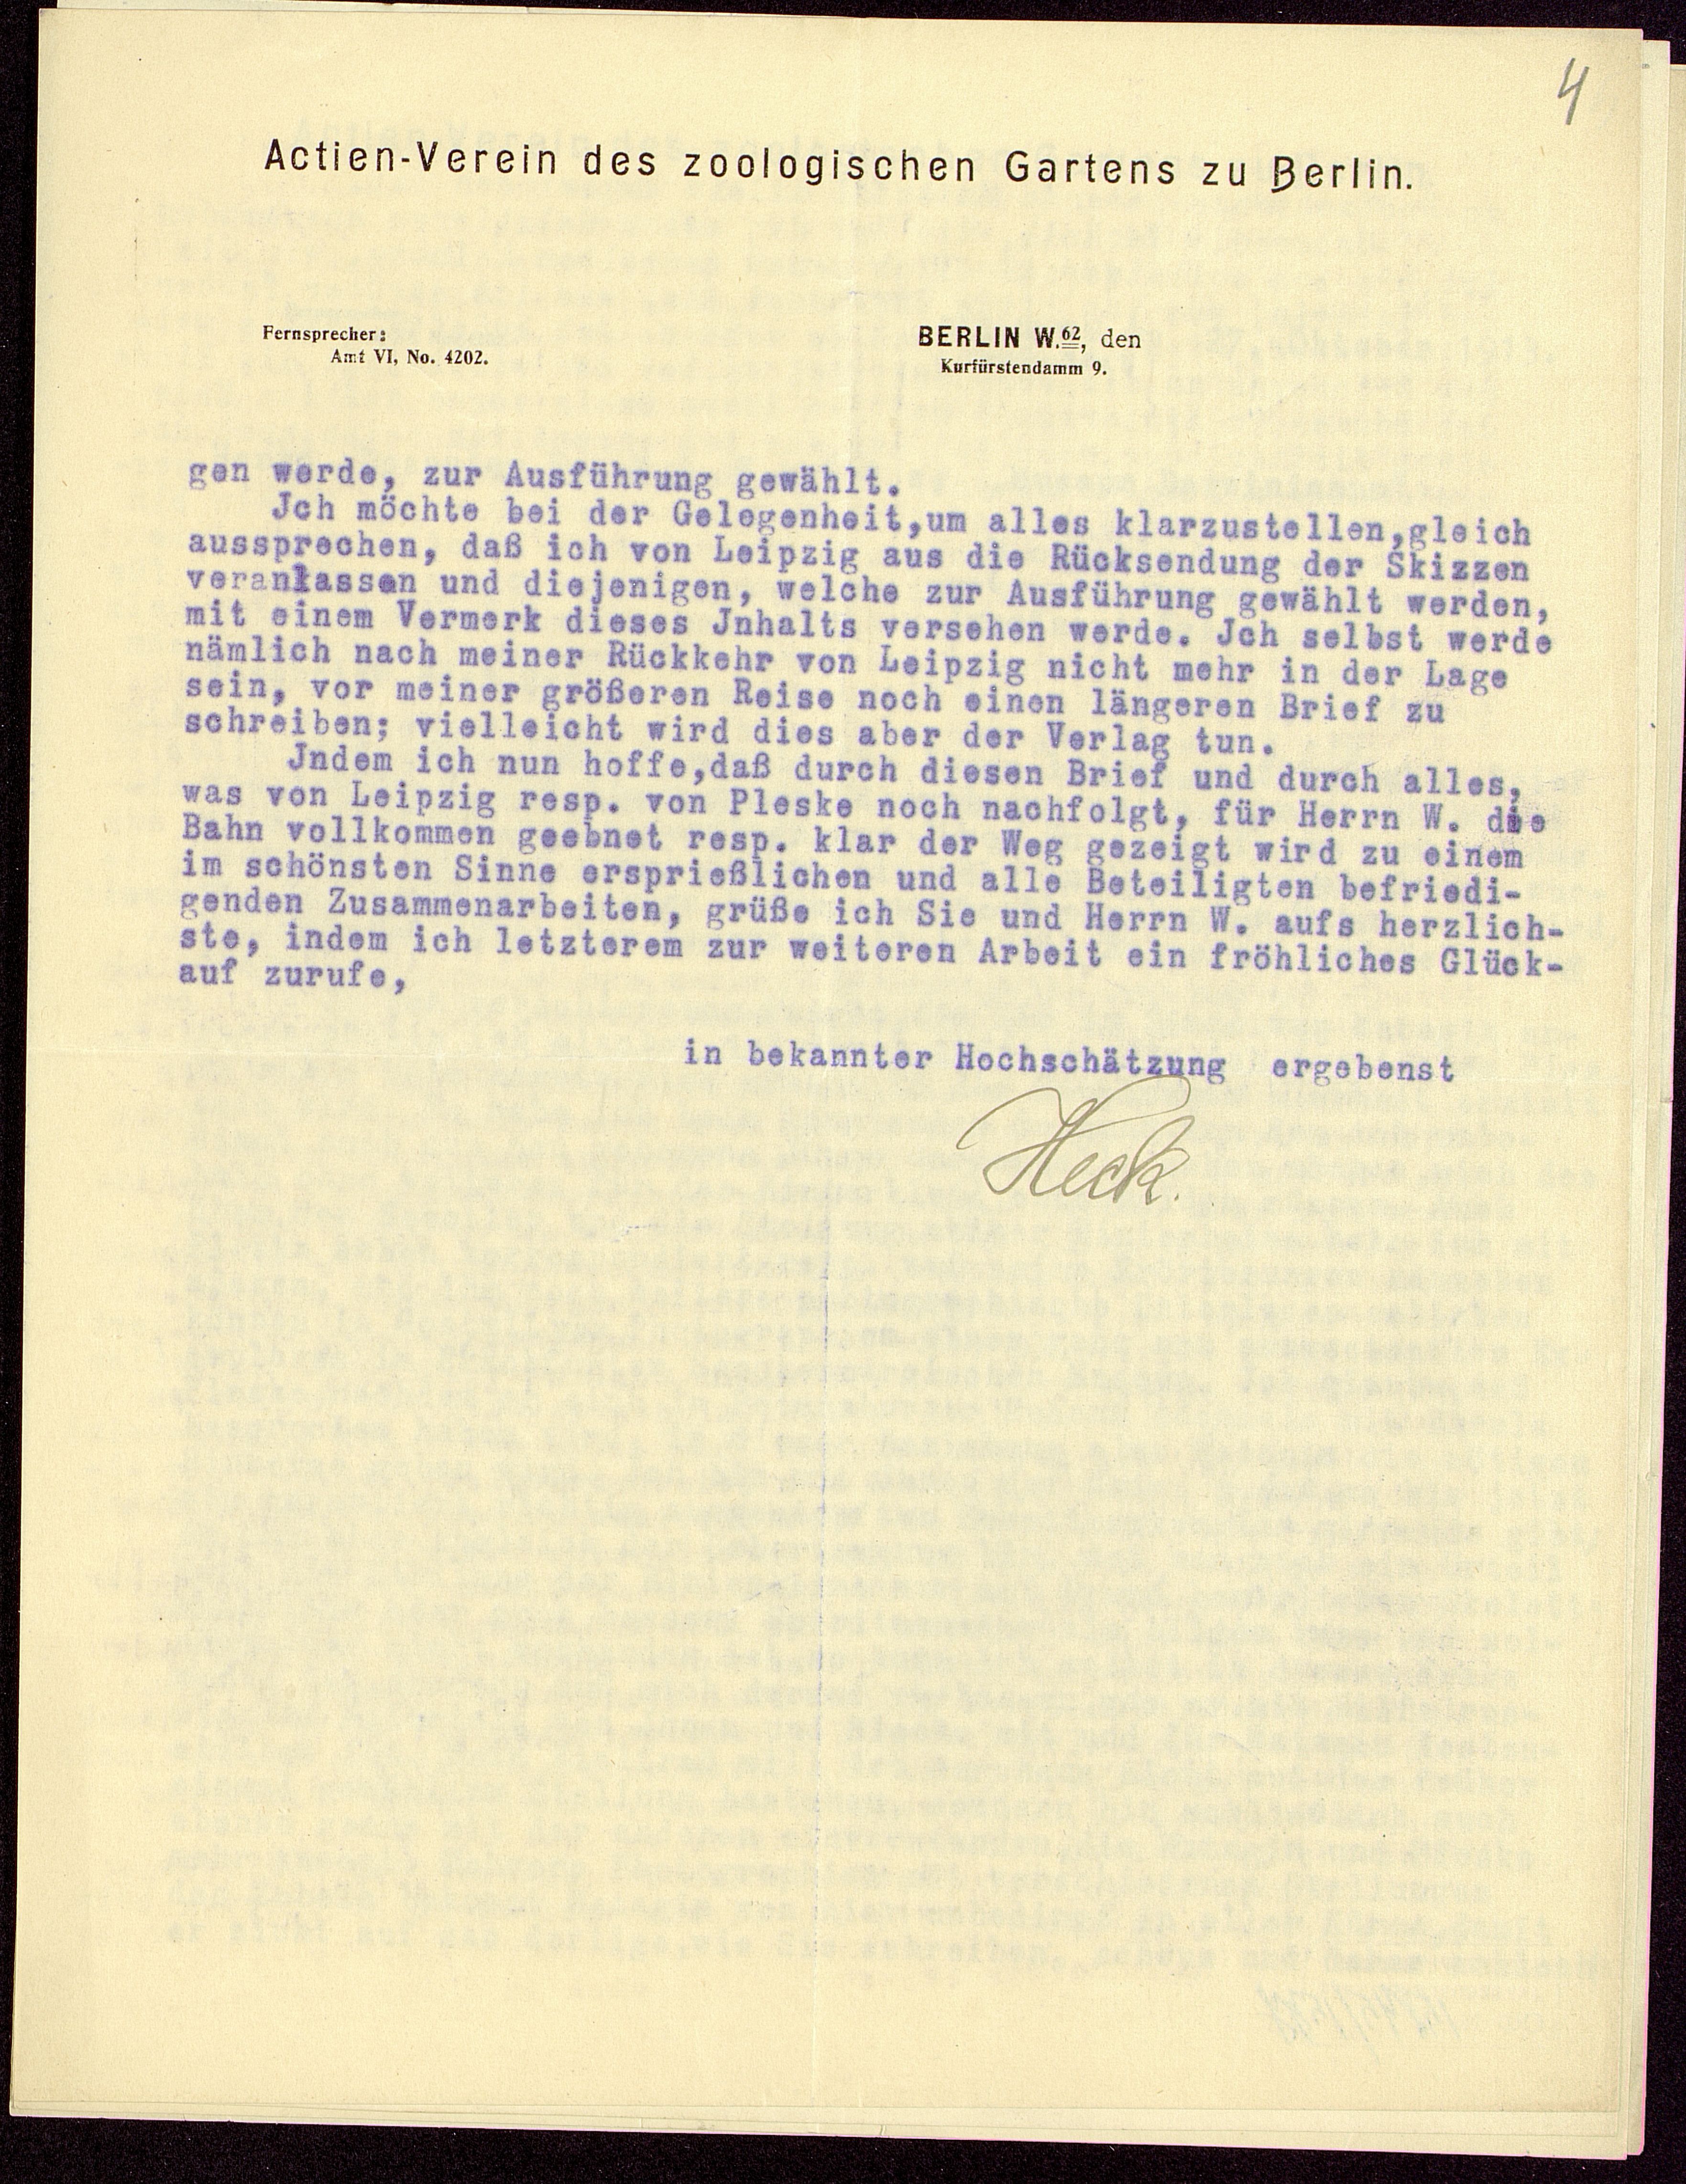 4
Actien-Verein des zoologischen Gartens zu Berlin.
Fernsprecher:
Amt VI, No. 4202.
BERLIN W.62, den
Kurfürstendamm 9.
gen werde, zur Ausführung gewählt.
Jch möchte bei der Gelegenheit,um alles klarzustellen,gleich
aussprechen, daß ich von Leipzig aus die Rücksendung der Skizzen
veranlassen und diejenigen, welche zur Ausführung gewählt werden,
mit einem Vermerk dieses Jnhalts versehen werde. Jch selbst werde
nämlich nach meiner Rückkehr von Leipzig nicht mehr in der Lage
sein, vor meiner größeren Reise noch einen längeren Brief zu
schreiben; vielleicht wird dies aber der Verlag tun.
Jndem ich nun hoffe,daß durch diesen Brief und durch alles,
was von Leipzig resp. von Pleske noch nachfolgt, für Herrn W. die
Bahn vollkommen geebnet resp. klar der Weg gezeigt wird zu einem
im schönsten Sinne ersprießlichen und alle Beteiligten befriedi-
genden Zusammenarbeiten, grüße ich Sie und Herrn W. aufs herzlich-
ste, indem ich letzterem zur weiteren Arbeit ein fröhliches Glück-
auf zurufe,
in bekannter Hochschätzung ergebenst
Heck.